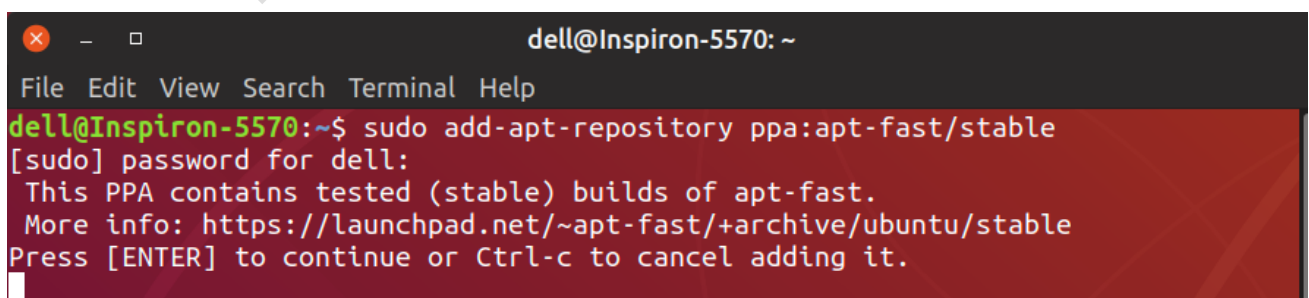 dell@Inspiron-5570: ~
File Edit View Search Terminal Help
dell@Inspiron-5570:~$ sudo add-apt-repository ppa:apt-fast/stable
[sudo] password for dell:
 This PPA contains tested (stable) builds of apt-fast.
 More info: https://launchpad.net/~apt-fast/+archive/ubuntu/stable
Press [ENTER] to continue or Ctrl-c to cancel adding it.